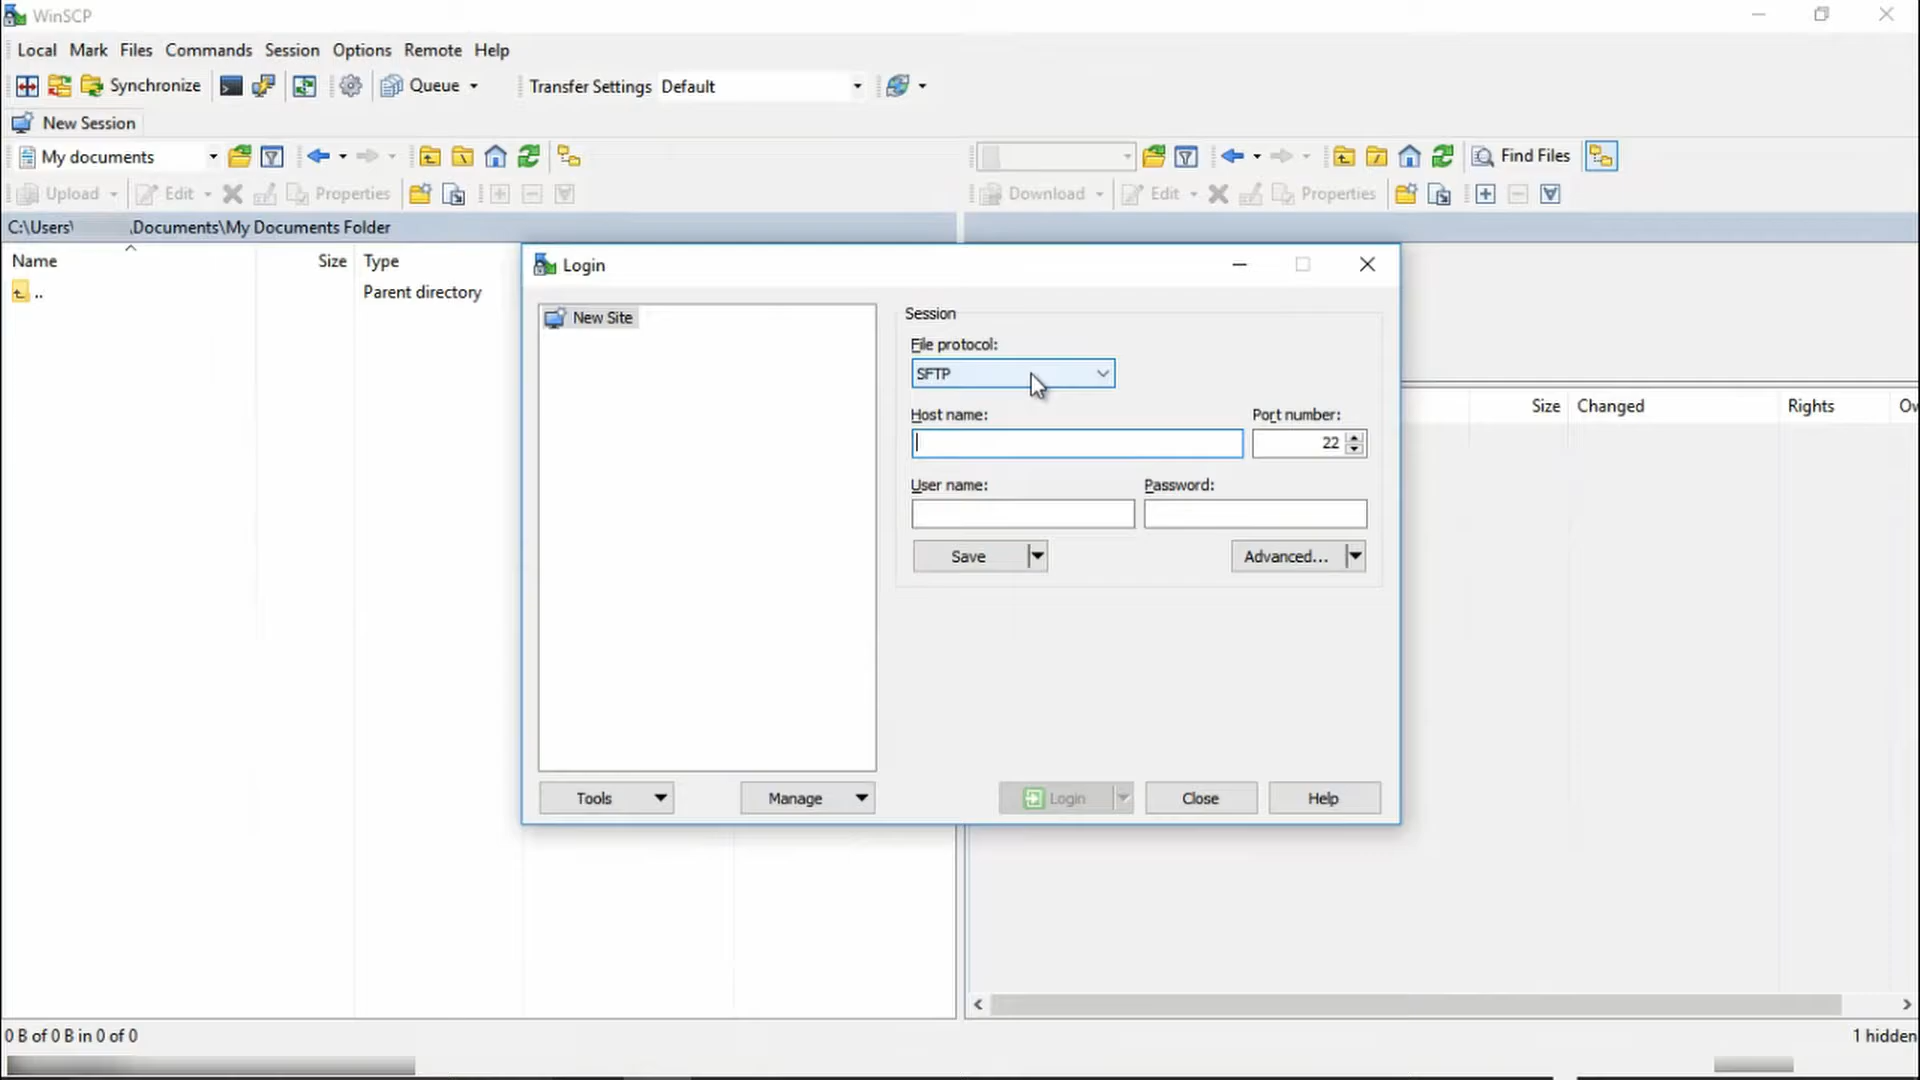 WinSCP
Local Mark Files Commands Session Options Remote Help
Synchronize Queue Transfer Settings Default
New Session
My documents Find Files
Upload Edit Properties Download Edit Properties
C:\Users\ .Documents\My Documents Folder
Name Size Type
.. Parent directory
Login
New Site
Session
File protocol:
SFTP
Host name: Port number:
22
User name: Password:
Save Advanced...
Tools Manage Login Close Help
Size Changed Rights Ow
0 B of 0 B in 0 of 0 1 hidden